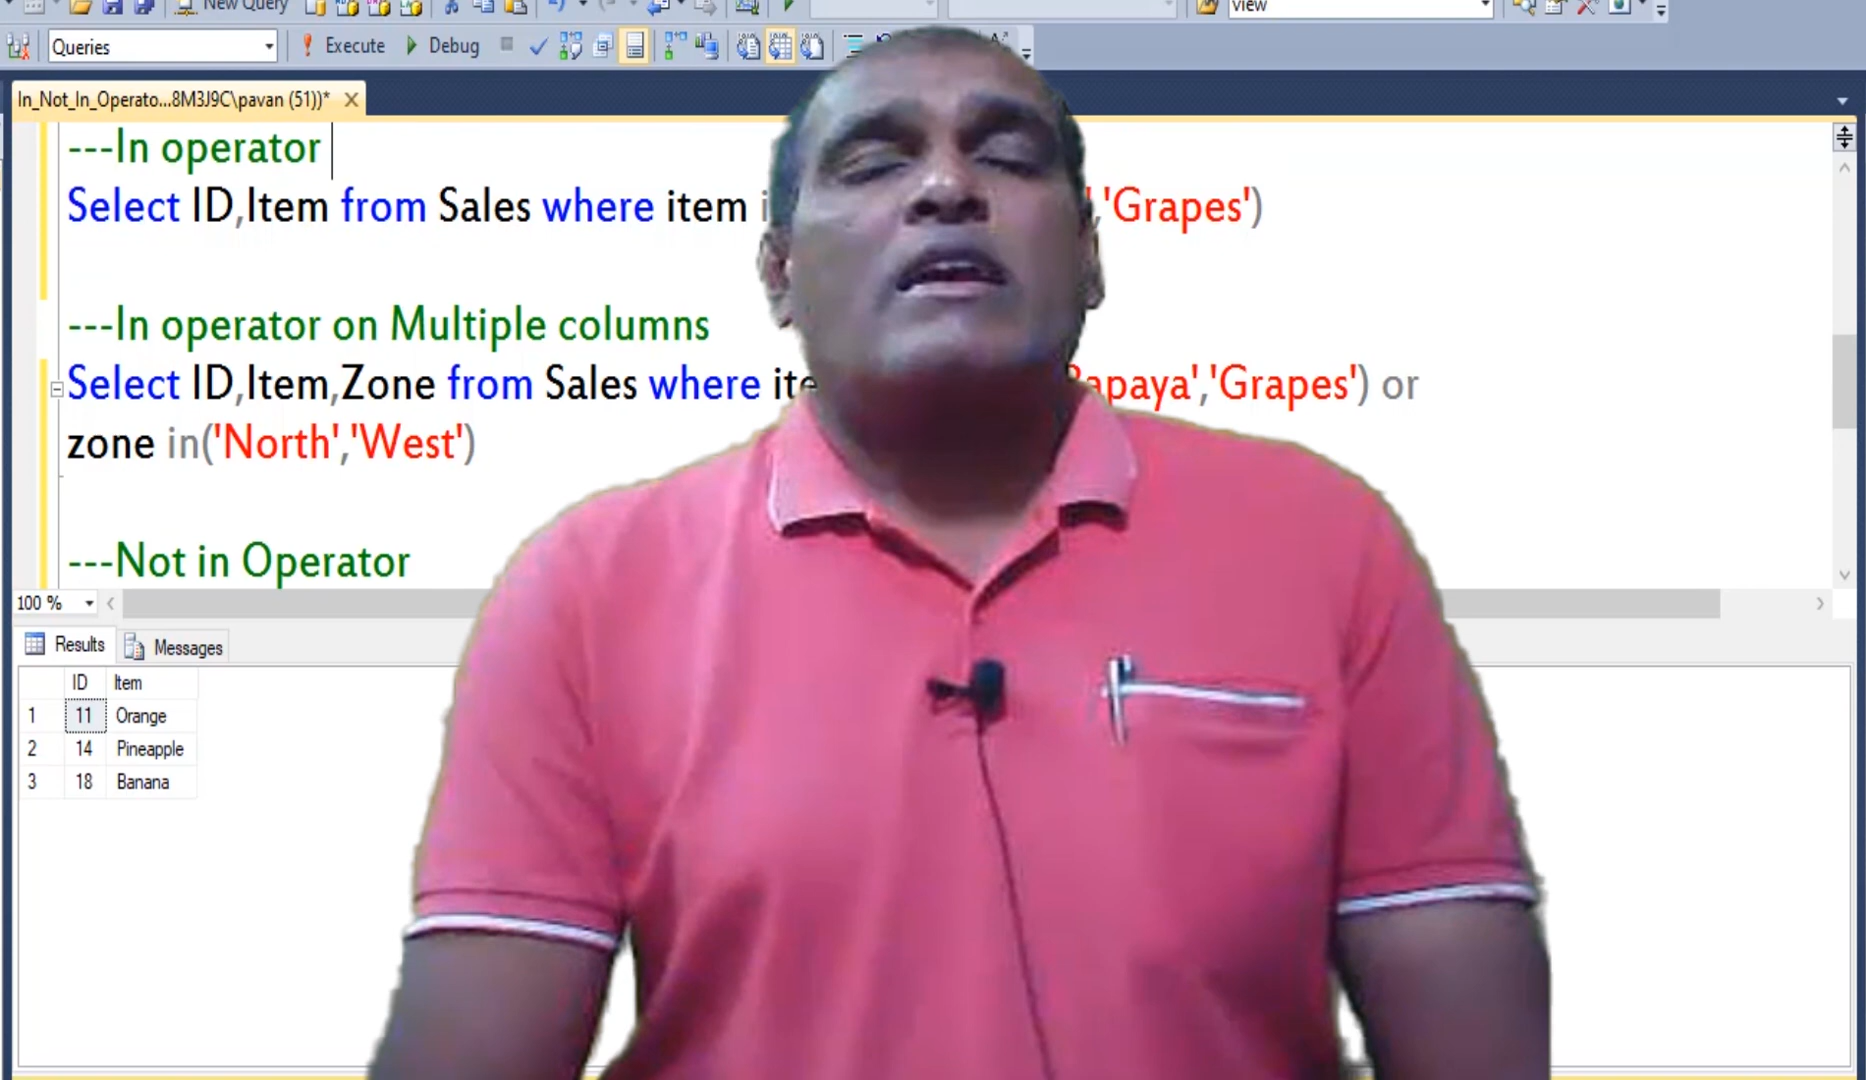 New Query
view
Queries
Execute
Debug
In_Not_In_Operato...8M3J9C\pavan (51))*
---In operator
Select ID,Item from Sales where item i ','Grapes')
---In operator on Multiple columns
Select ID,Item,Zone from Sales where ite apaya','Grapes') or
zone in('North','West')
---Not in Operator
100 %
Results
Messages
ID Item
1 11 Orange
2 14 Pineapple
3 18 Banana